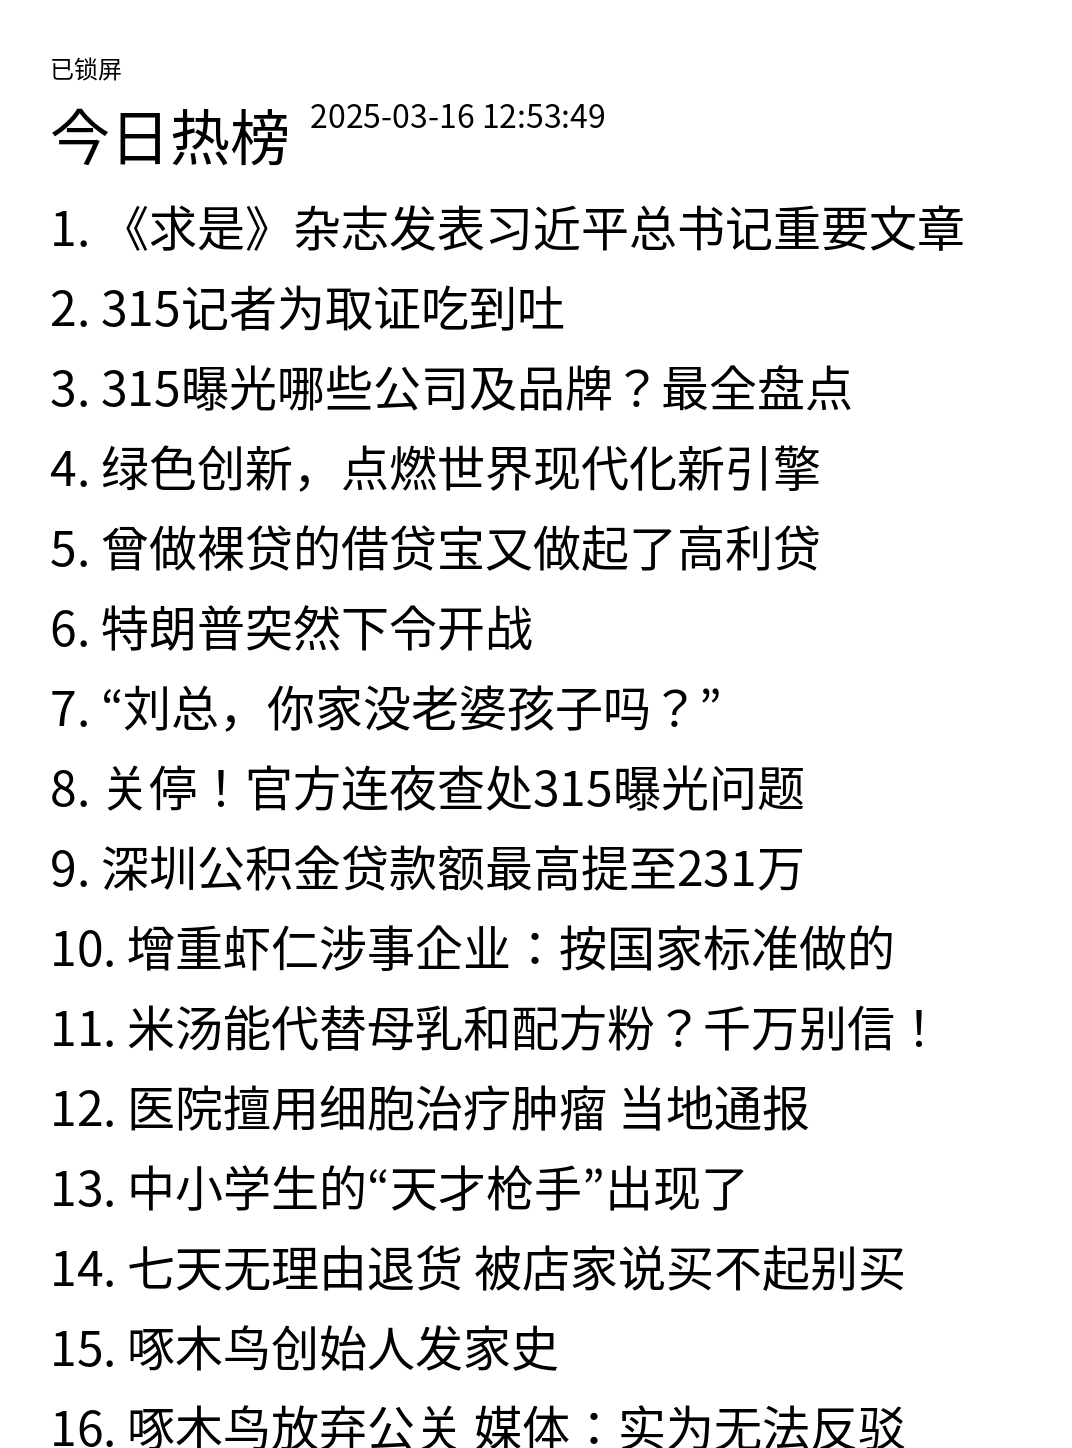 已锁屏
今日热榜 2025-03-16 12:53:49
1. 《求是》杂志发表习近平总书记重要文章
2. 315记者为取证吃到吐
3. 315曝光哪些公司及品牌？最全盘点
4. 绿色创新，点燃世界现代化新引擎
5. 曾做裸贷的借贷宝又做起了高利贷
6. 特朗普突然下令开战
7. “刘总，你家没老婆孩子吗？”
8. 关停！官方连夜查处315曝光问题
9. 深圳公积金贷款额最高提至231万
10. 增重虾仁涉事企业：按国家标准做的
11. 米汤能代替母乳和配方粉？千万别信！
12. 医院擅用细胞治疗肿瘤 当地通报
13. 中小学生的“天才枪手”出现了
14. 七天无理由退货 被店家说买不起别买
15. 啄木鸟创始人发家史
16. 啄木鸟放弃公关 媒体：实为无法反驳